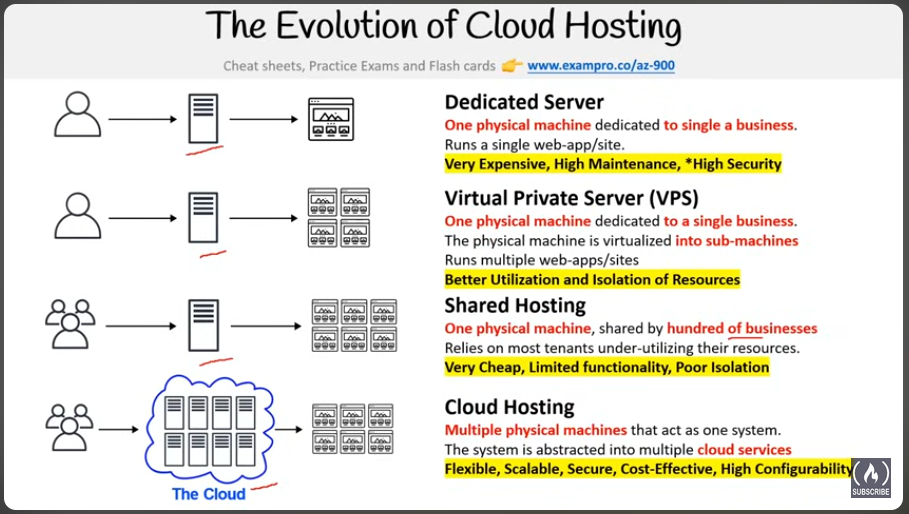 The Evolution of Cloud Hosting
Cheat sheets, Practice Exams and Flash cards 👉 www.exampro.co/az-900
Dedicated Server
One physical machine dedicated to single a business.
Runs a single web-app/site.
Very Expensive, High Maintenance, *High Security
Virtual Private Server (VPS)
One physical machine dedicated to a single business.
The physical machine is virtualized into sub-machines
Runs multiple web-apps/sites
Better Utilization and Isolation of Resources
Shared Hosting
One physical machine, shared by hundred of businesses
Relies on most tenants under-utilizing their resources.
Very Cheap, Limited functionality, Poor Isolation
Cloud Hosting
Multiple physical machines that act as one system.
The system is abstracted into multiple cloud services
Flexible, Scalable, Secure, Cost-Effective, High Configurability
The Cloud
SUBSCRIBE